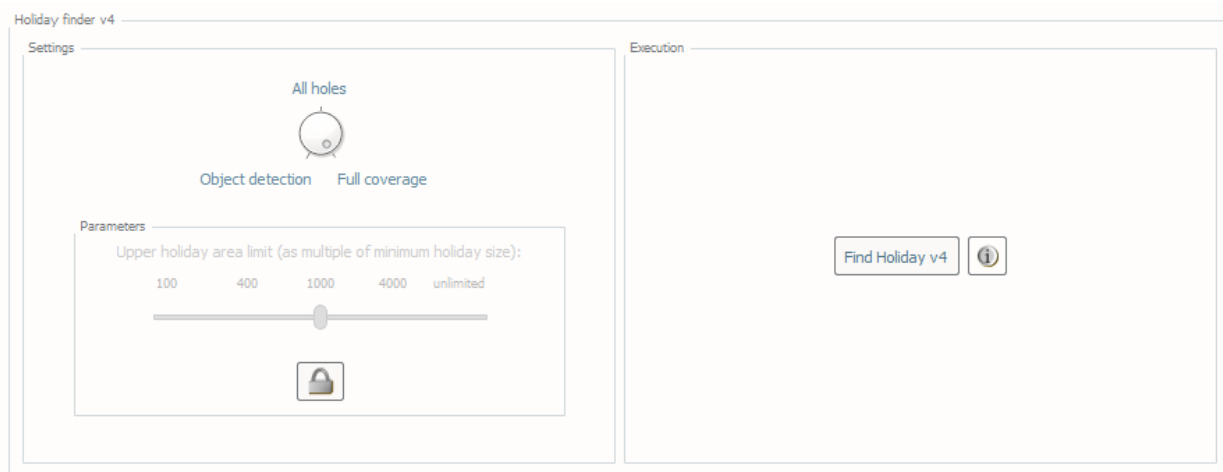 Holiday finder v4
Settings
All holes
Object detection Full coverage
Parameters
Upper holiday area limit (as multiple of minimum holiday size):
100 400 1000 4000 unlimited
Execution
Find Holiday v4